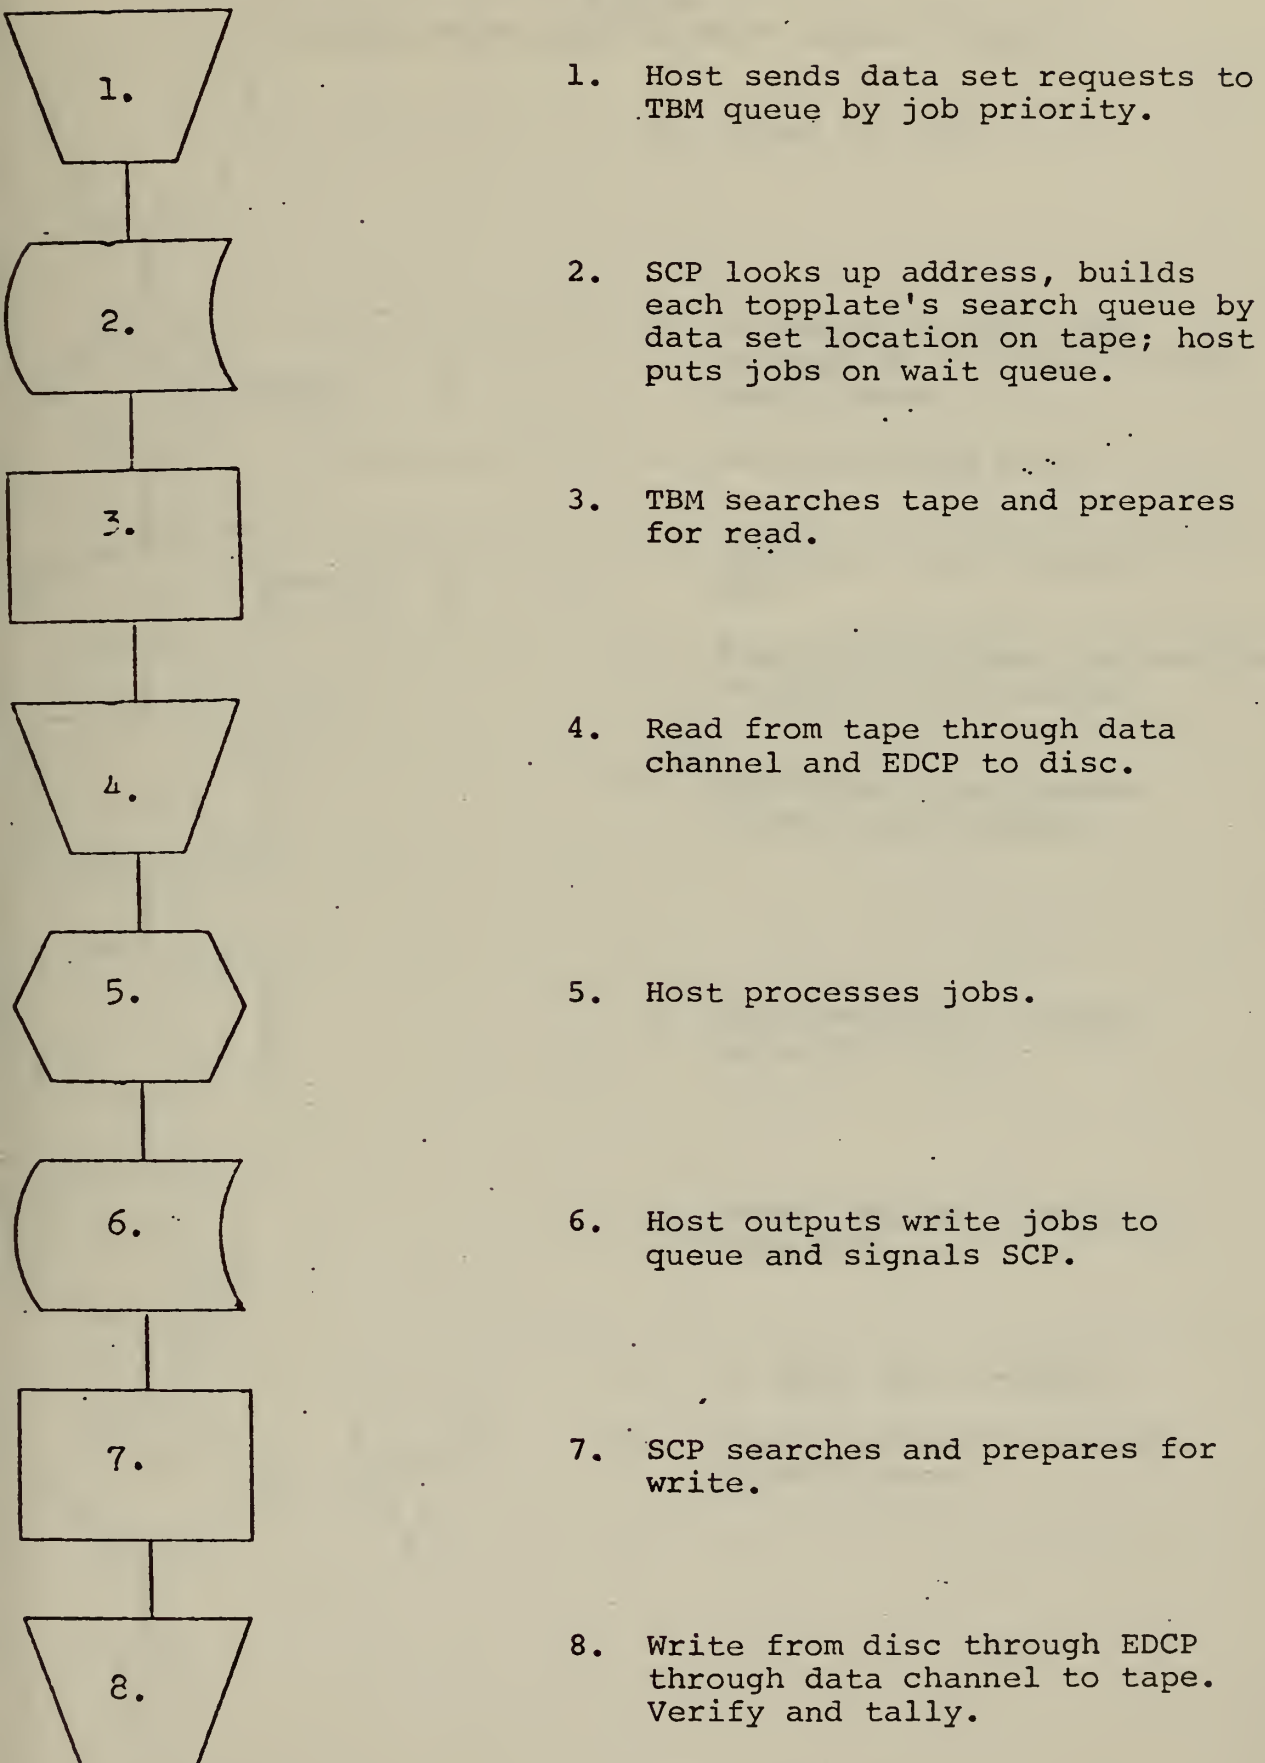 1.
1. Host sends data set requests to
TBM queue by job priority.
2.
2. SCP looks up address, builds
each topplate's search queue by
data set location on tape; host
puts jobs on wait queue.
3.
3. TBM searches tape and prepares
for read.
4.
4. Read from tape through data
channel and EDCP to disc.
5.
5. Host processes jobs.
6.
6. Host outputs write jobs to
queue and signals SCP.
7.
7. SCP searches and prepares for
write.
8.
8. Write from disc through EDCP
through data channel to tape.
Verify and tally.